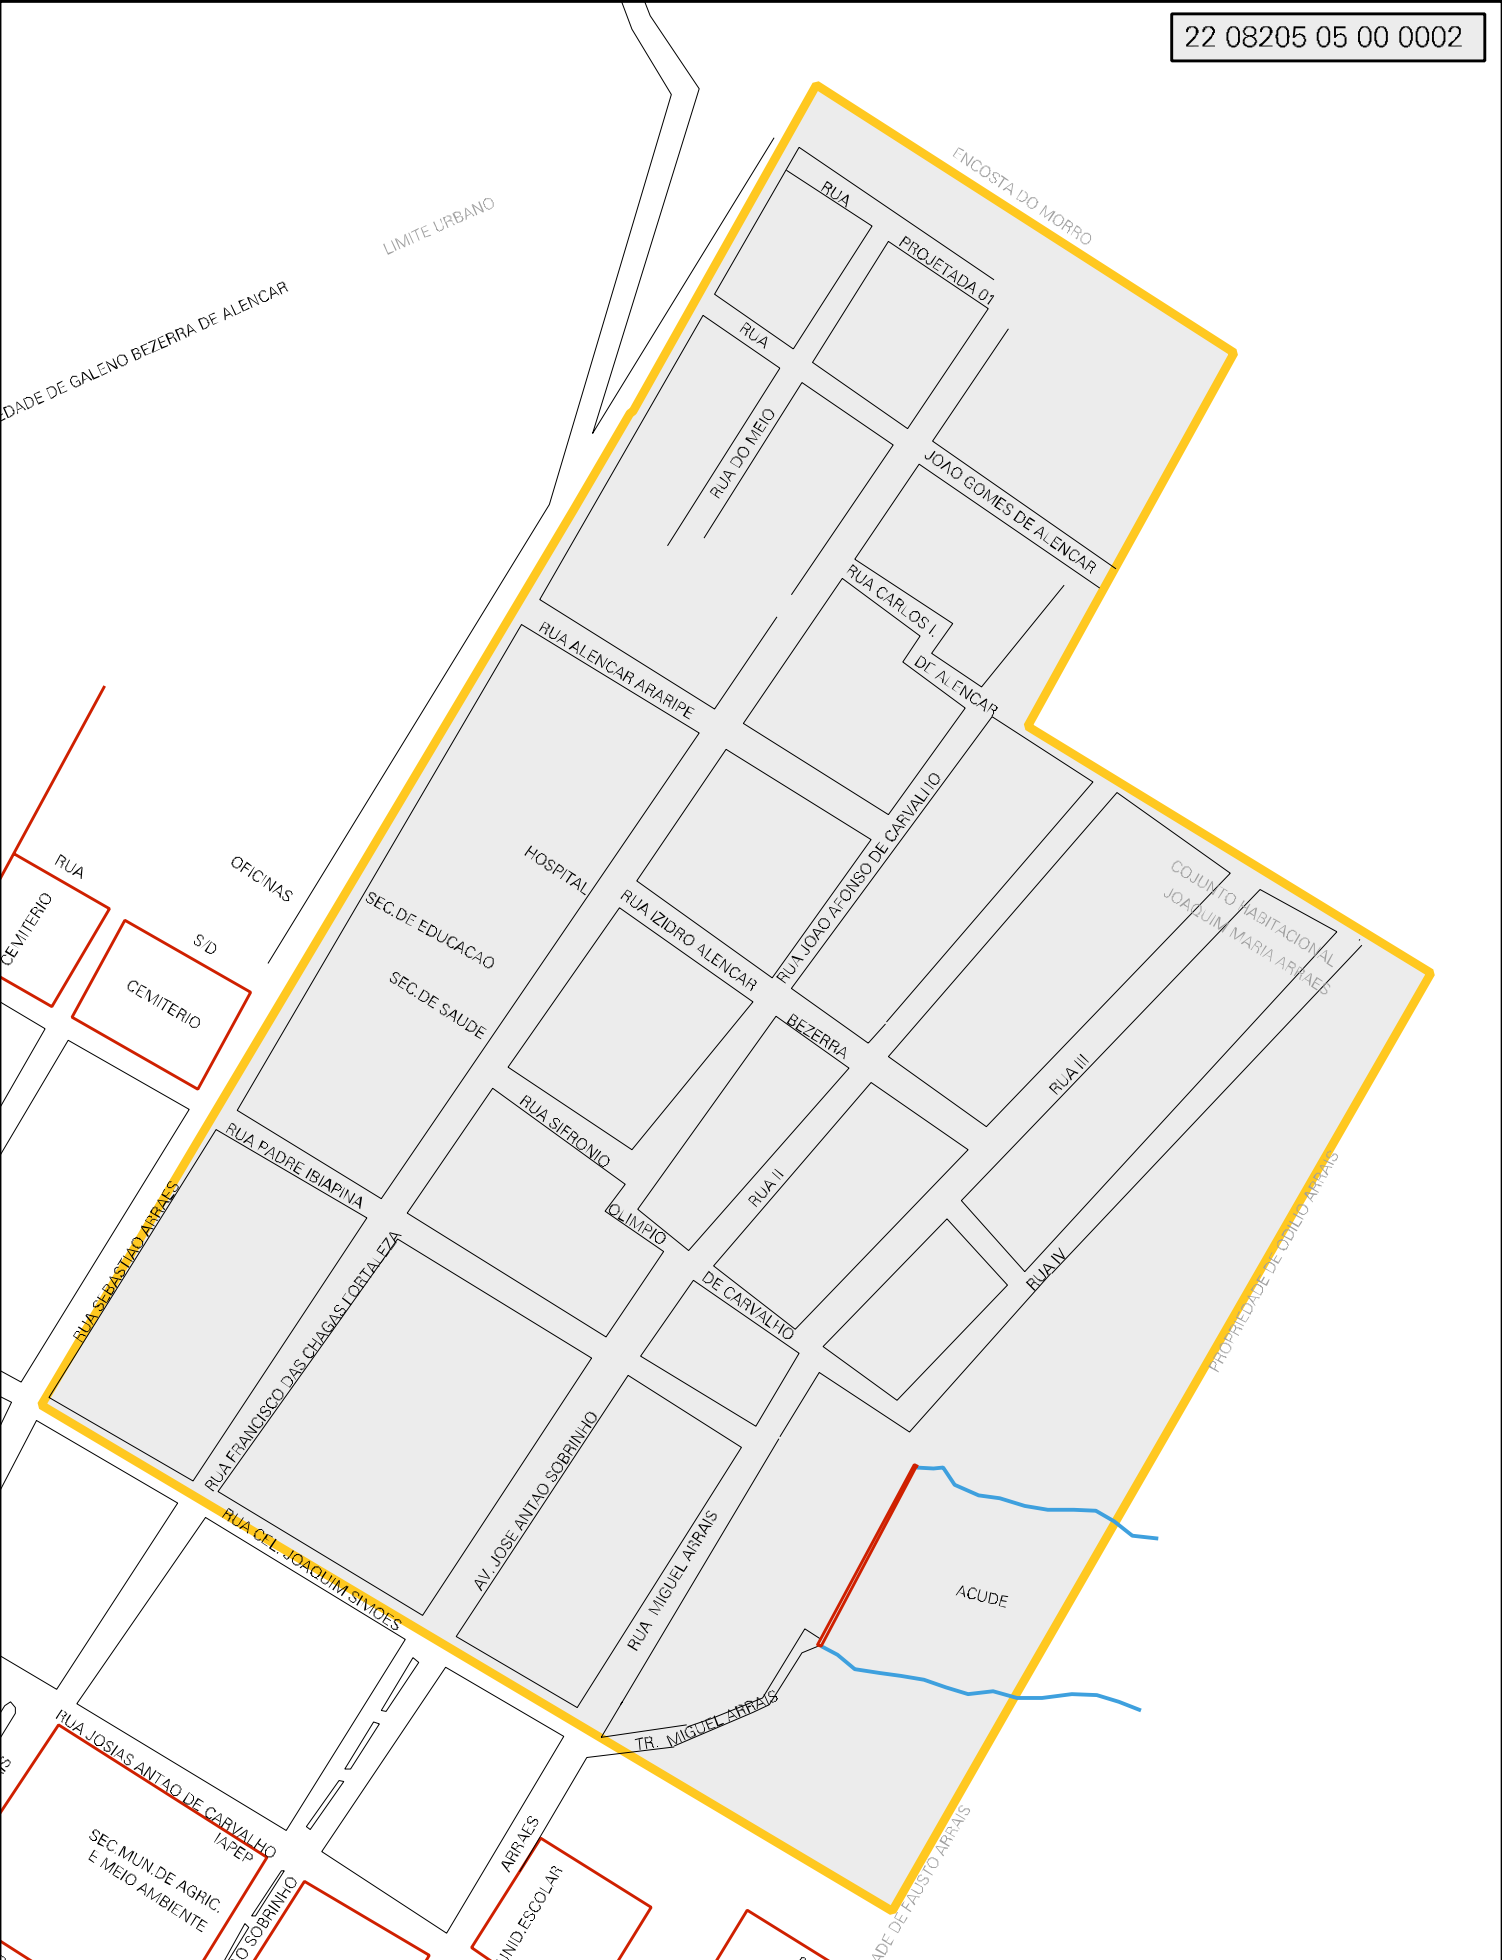 22 08205 05 00 0002
ENCOSTA DO MORRO
LIMITE URBANO
EDADE DE GALENO BEZERRA DE ALENCAR
RUA
PROJETADA 01
RUA
JOAO GOMES DE ALENCAR
RUA DO MEIO
RUA CARLOS I.
DE ALENCAR
RUA ALENCAR ARARIPE
RUA JOAO AFONSO DE CARVALHO
HOSPITAL
SEC.DE EDUCACAO
SEC.DE SAUDE
OFICINAS
RUA
S/D
CEMITERIO
CEMITERIO
COJUNTO HABITACIONAL
JOAQUIM MARIA ARRAES
RUA IZIDRO ALENCAR
BEZERRA
RUA III
RUA SIFRONIO
OLIMPIO
DE CARVALHO
RUA II
RUA IV
RUA PADRE IBIAPINA
RUA SEBASTIAO ARRAES
RUA FRANCISCO DAS CHAGAS FORTALEZA
PROPRIEDADE DE ODILIO ARRAIS
AV. JOSE ANTAO SOBRINHO
RUA CEL. JOAQUIM SIMOES
RUA MIGUEL ARRAIS
ACUDE
TR. MIGUEL ARRAIS
RUA JOSIAS ANTAO DE CARVALHO
IAPEP
SEC.MUN.DE AGRIC.
E MEIO AMBIENTE
O SOBRINHO
ARRAES
UNID.ESCOLAR
ADE DE FAUSTO ARRAIS